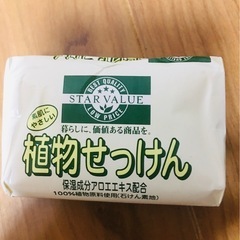 BEST QUALITY
STAR VALUE
LOW PRICE
お肌に
やさしい
暮らしに、価値ある商品を。
植物せっけん
保湿成分アロエエキス配合
100%植物原料使用(石けん素地)